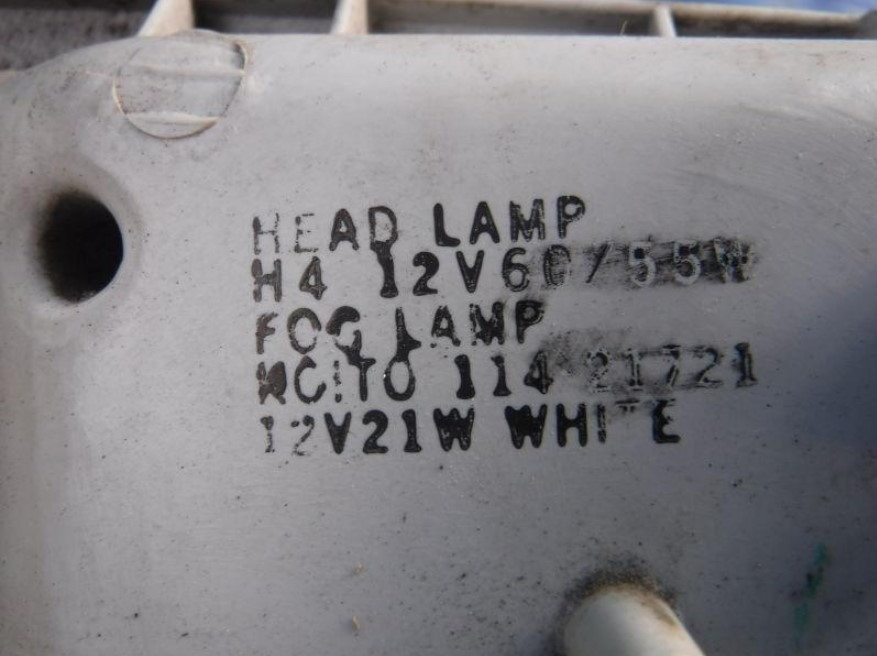 HEAD LAMP
H4 12V60/55W
FOG LAMP
KOITO 114 21721
12V21W WHITE